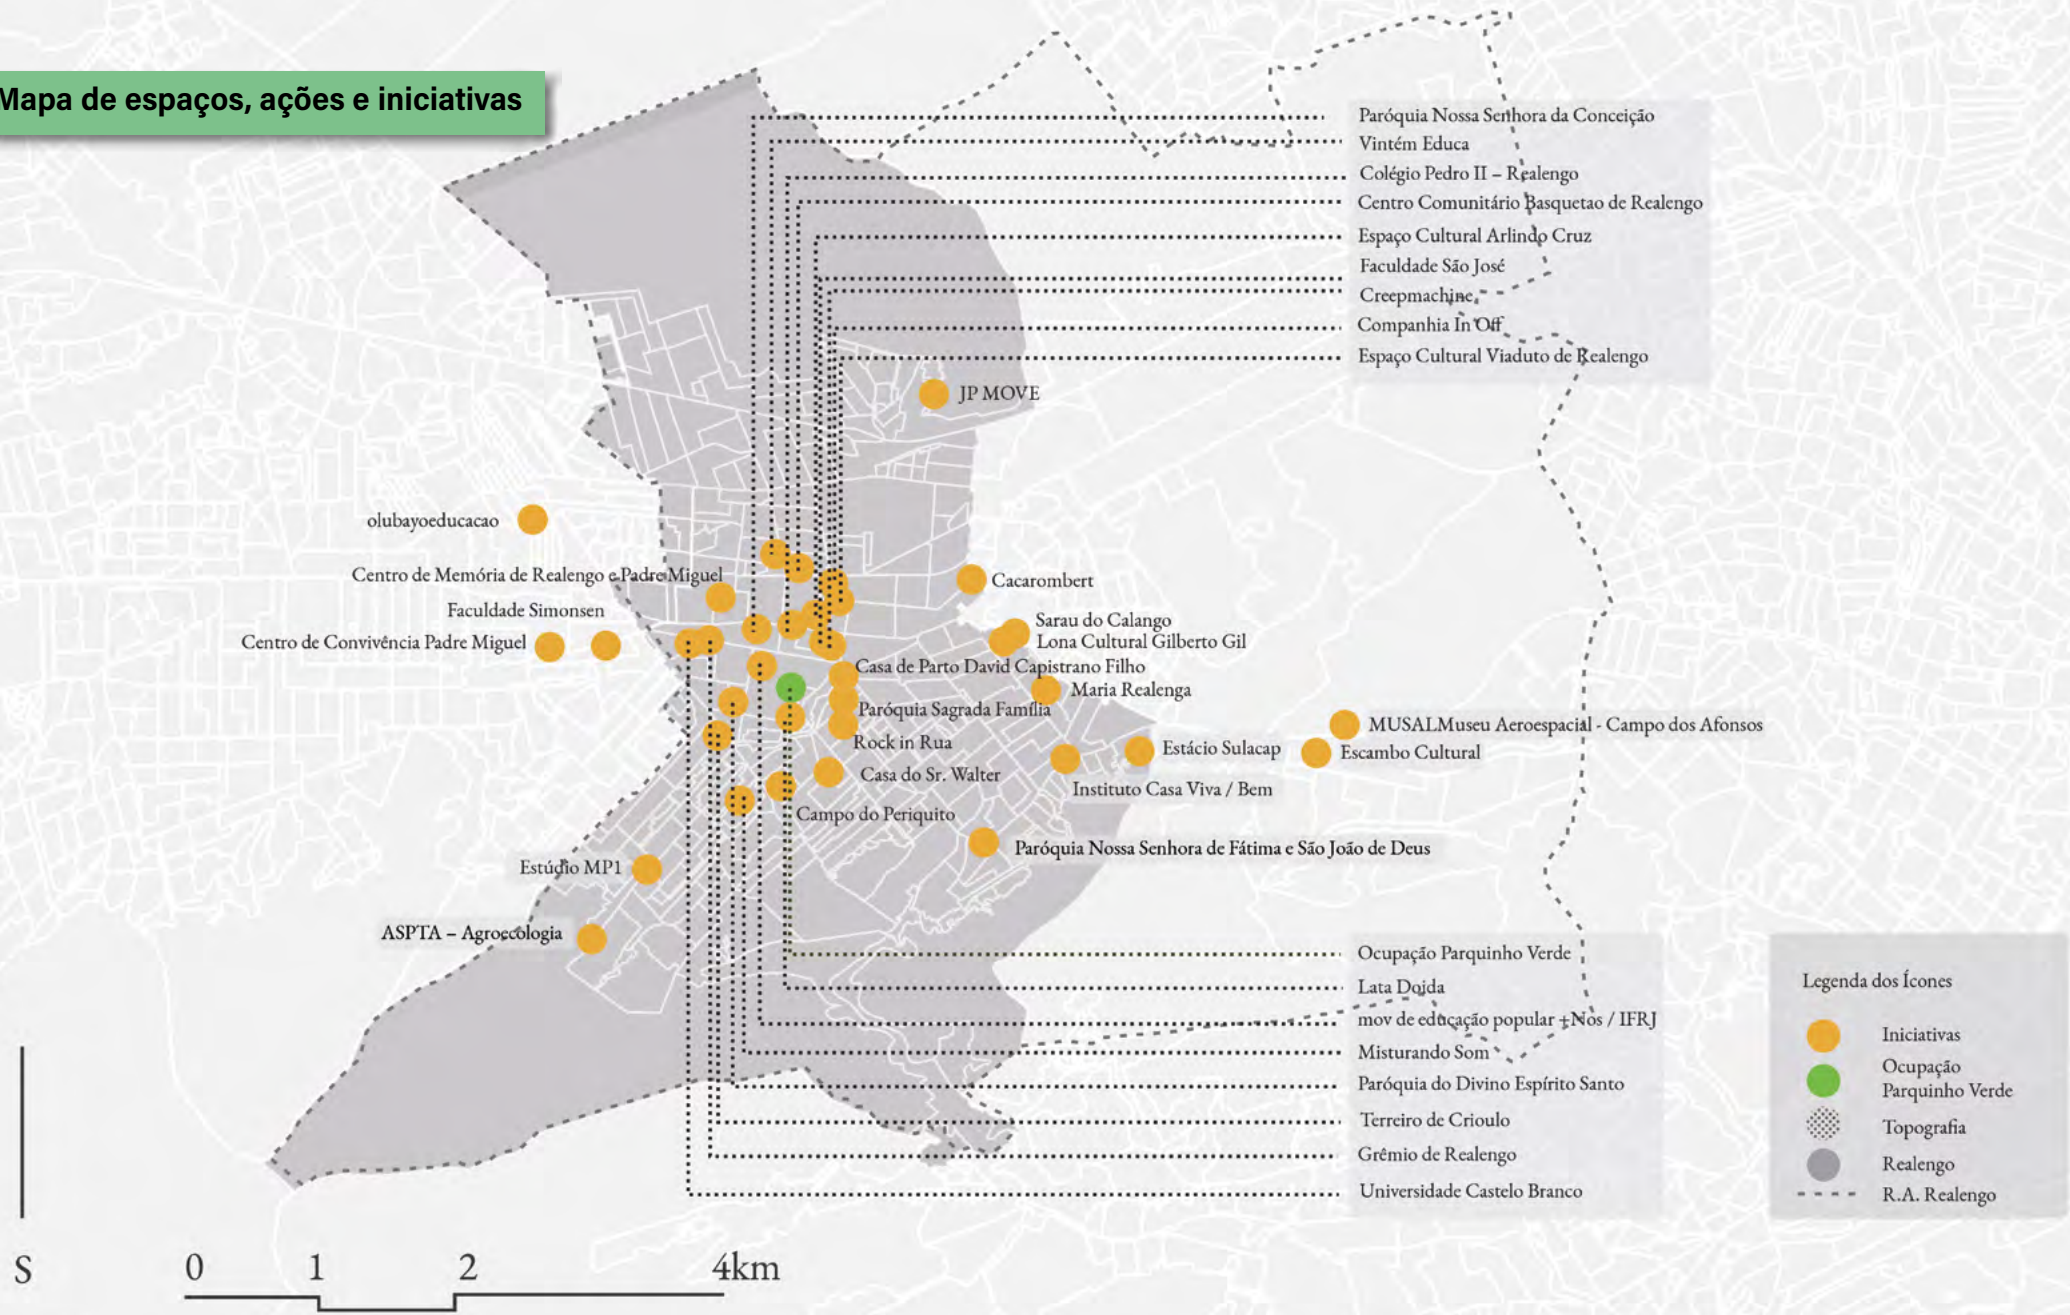 Mapa de espaços, ações e iniciativas
Paróquia Nossa Senhora da Conceição
Vintém Educa
Colégio Pedro II – Realengo
Centro Comunitário Basquetao de Realengo
Espaço Cultural Arlindo Cruz
Faculdade São José
Creepmachine
Companhia In Off
Espaço Cultural Viaduto de Realengo
JP MOVE
olubayoeducacao
Centro de Memória de Realengo e Padre Miguel
Cacarombert
Faculdade Simonsen
Sarau do Calango
Centro de Convivência Padre Miguel
Lona Cultural Gilberto Gil
Casa de Parto David Capistrano Filho
Maria Realenga
Paróquia Sagrada Família
MUSALMuseu Aeroespacial - Campo dos Afonsos
Rock in Rua
Estácio Sulacap
Escambo Cultural
Casa do Sr. Walter
Instituto Casa Viva / Bem
Campo do Periquito
Paróquia Nossa Senhora de Fátima e São João de Deus
Estúdio MP1
ASPTA – Agroecologia
Ocupação Parquinho Verde
Lata Doida
mov de educação popular +Nós / IFRJ
Misturando Som
Paróquia do Divino Espírito Santo
Terreiro de Crioulo
Grêmio de Realengo
Universidade Castelo Branco
Legenda dos Ícones
Iniciativas
Ocupação
Parquinho Verde
Topografia
Realengo
R.A. Realengo
S
0 1 2 4km